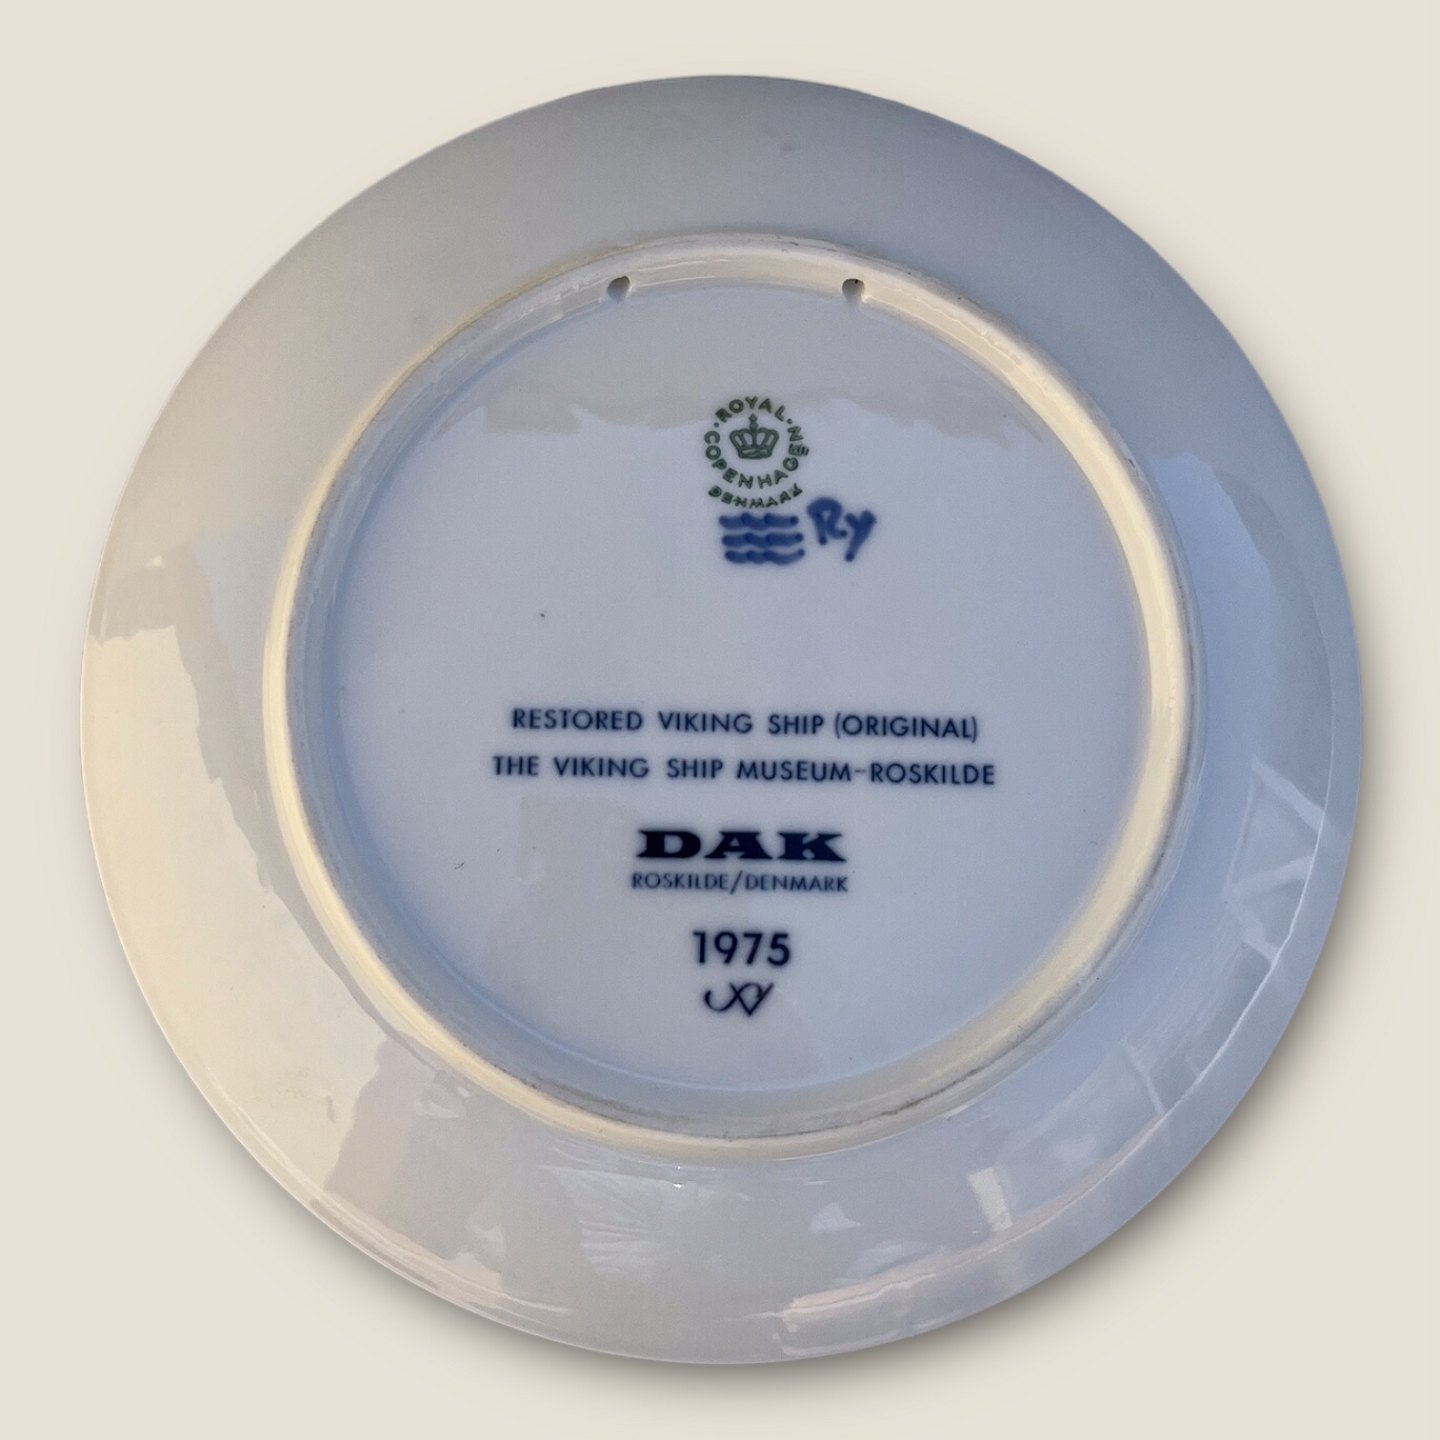 ROYAL COPENHAGEN
DENMARK
Ry
RESTORED VIKING SHIP (ORIGINAL)
THE VIKING SHIP MUSEUM-ROSKILDE
DAK
ROSKILDE/DENMARK
1975